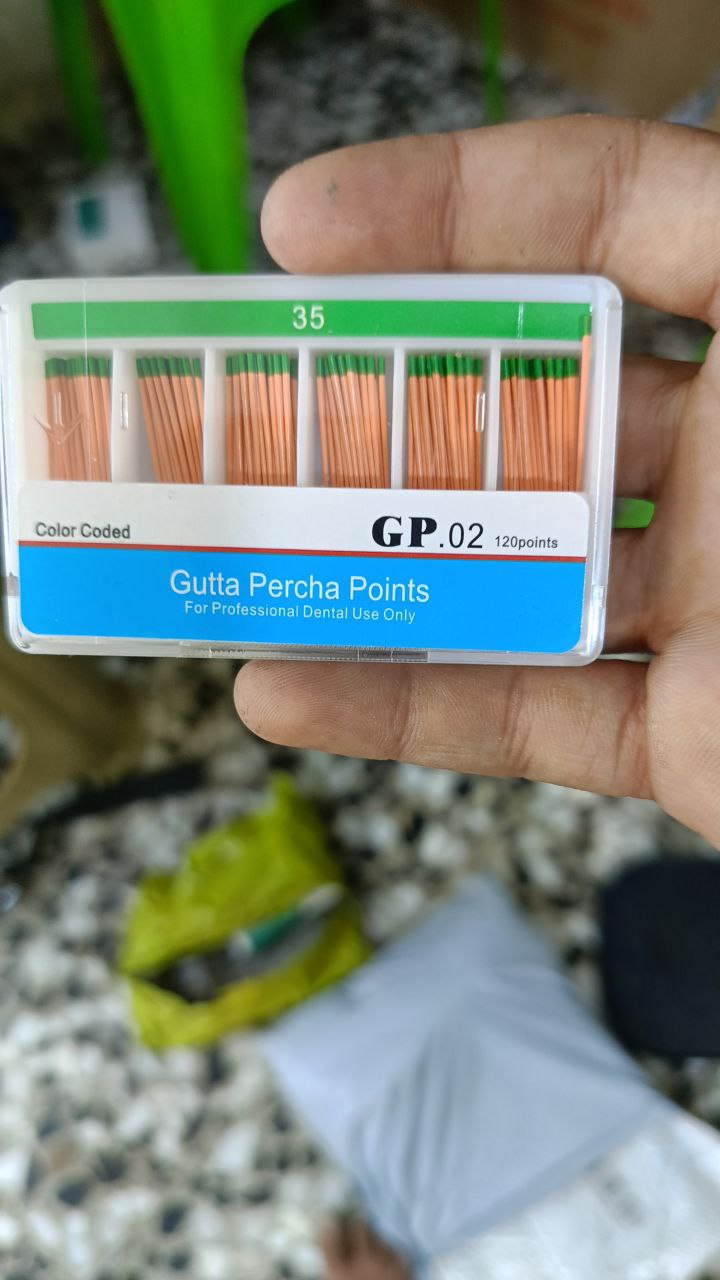 35
Color Coded
GP.02 120points
Gutta Percha Points
For Professional Dental Use Only